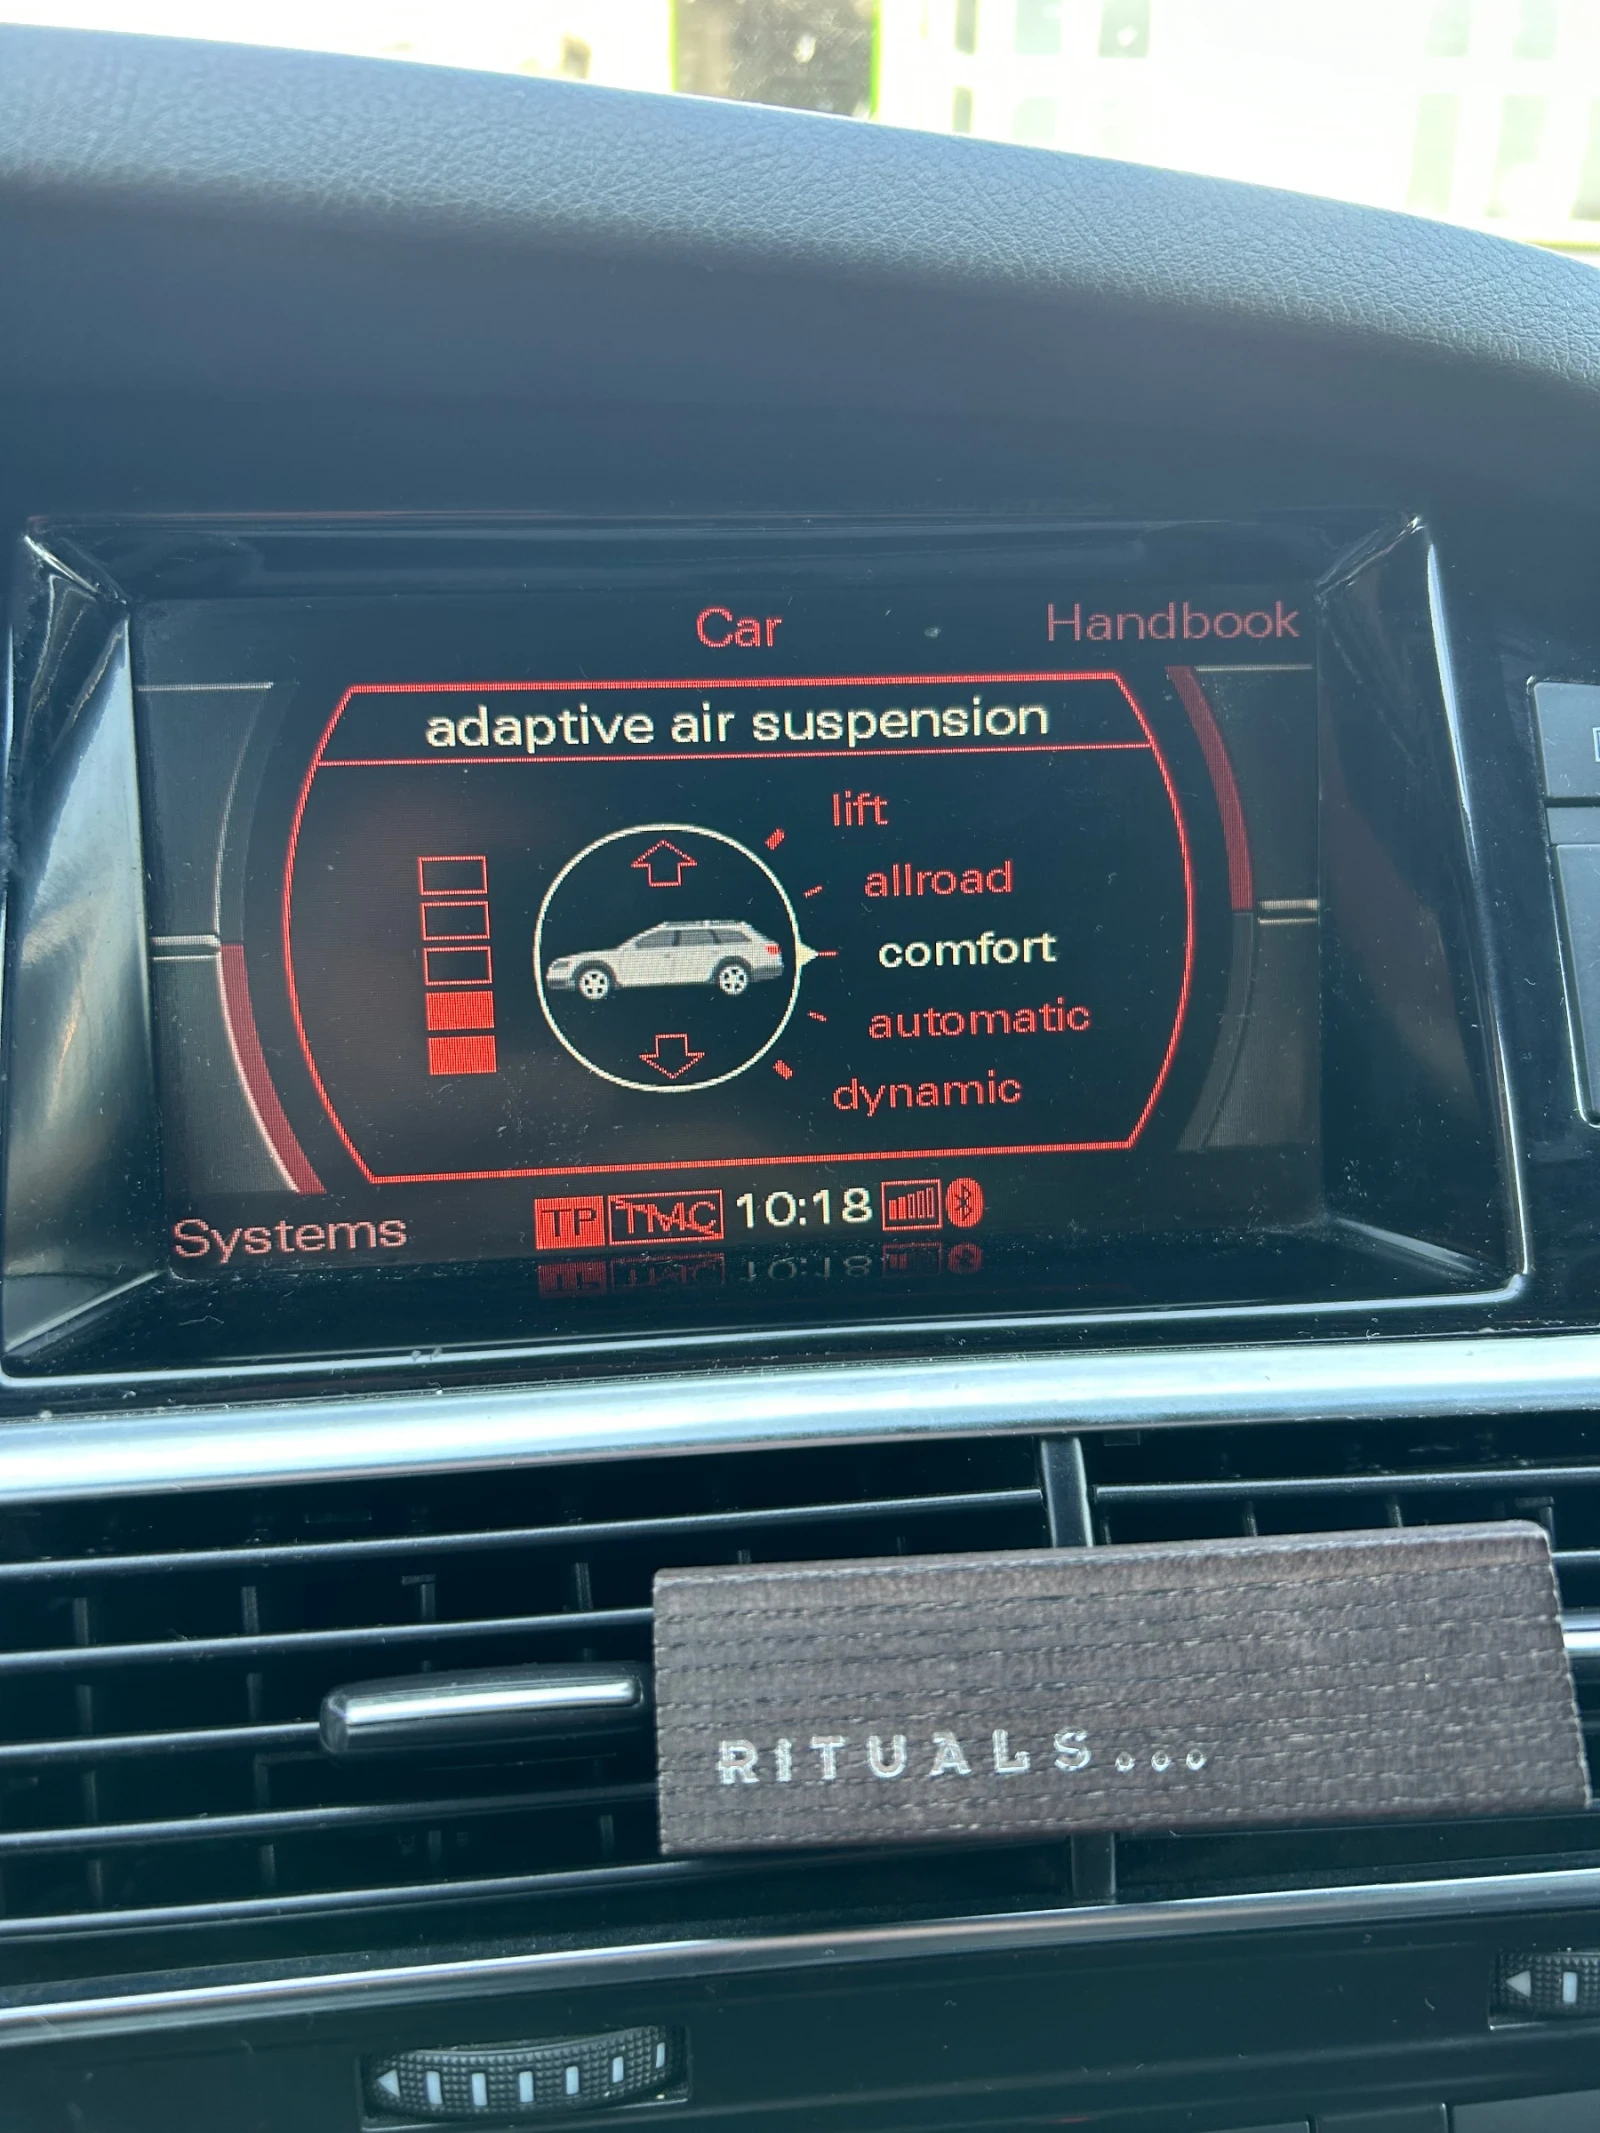 Car
Handbook
adaptive air suspension
lift
allroad
comfort
automatic
dynamic
Systems
TP TMC 10:18
RITUALS...